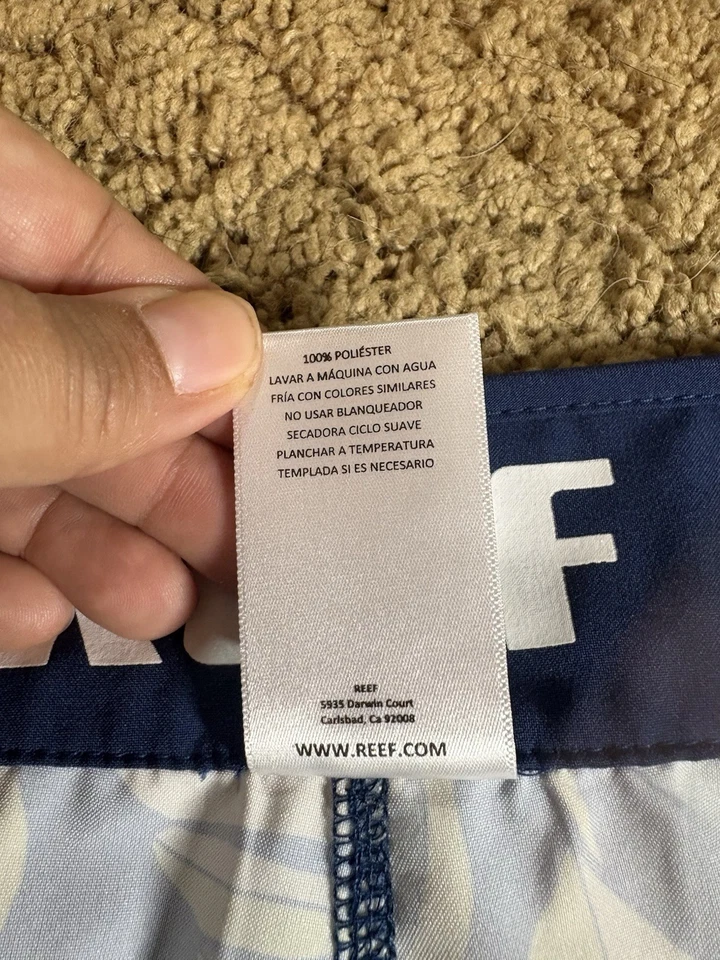 100% POLIÉSTER
LAVAR A MÁQUINA CON AGUA
FRÍA CON COLORES SIMILARES
NO USAR BLANQUEADOR
SECADORA CICLO SUAVE
PLANCHAR A TEMPERATURA
TEMPLADA SI ES NECESARIO
F
REEF
5935 Darwin Court
Carlsbad, Ca 92008
WWW.REEF.COM